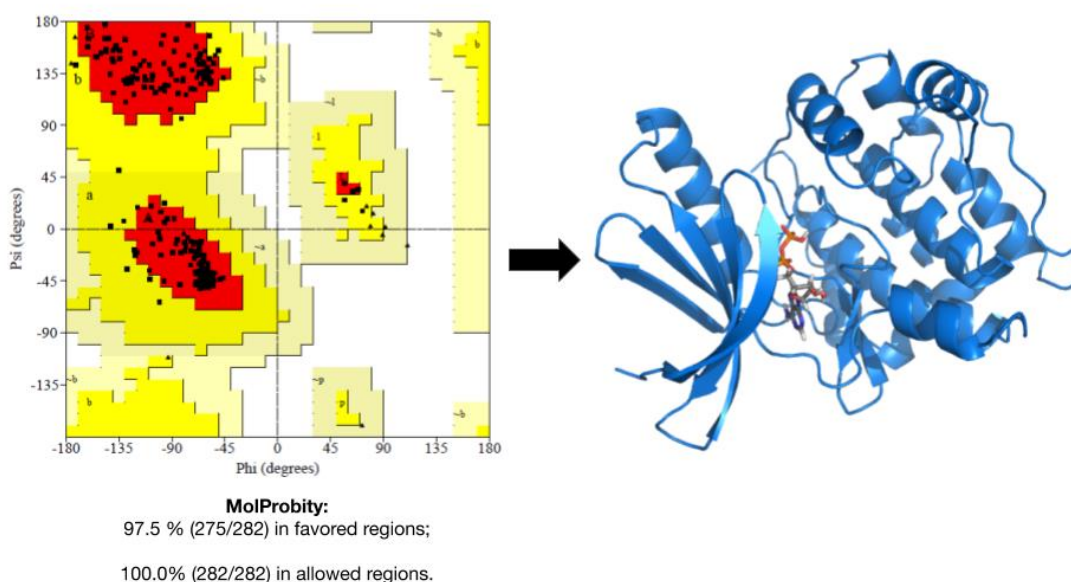 180
135
90
45
0
-45
-90
-135
Psi (degrees)
B
b
~b
~b
b
~l
l
L
a
A
~a
~b
b
~p
p
~b
-180 -135 -90 -45 0 45 90 135 180
Phi (degrees)
MolProbity:
97.5 % (275/282) in favored regions;
100.0% (282/282) in allowed regions.